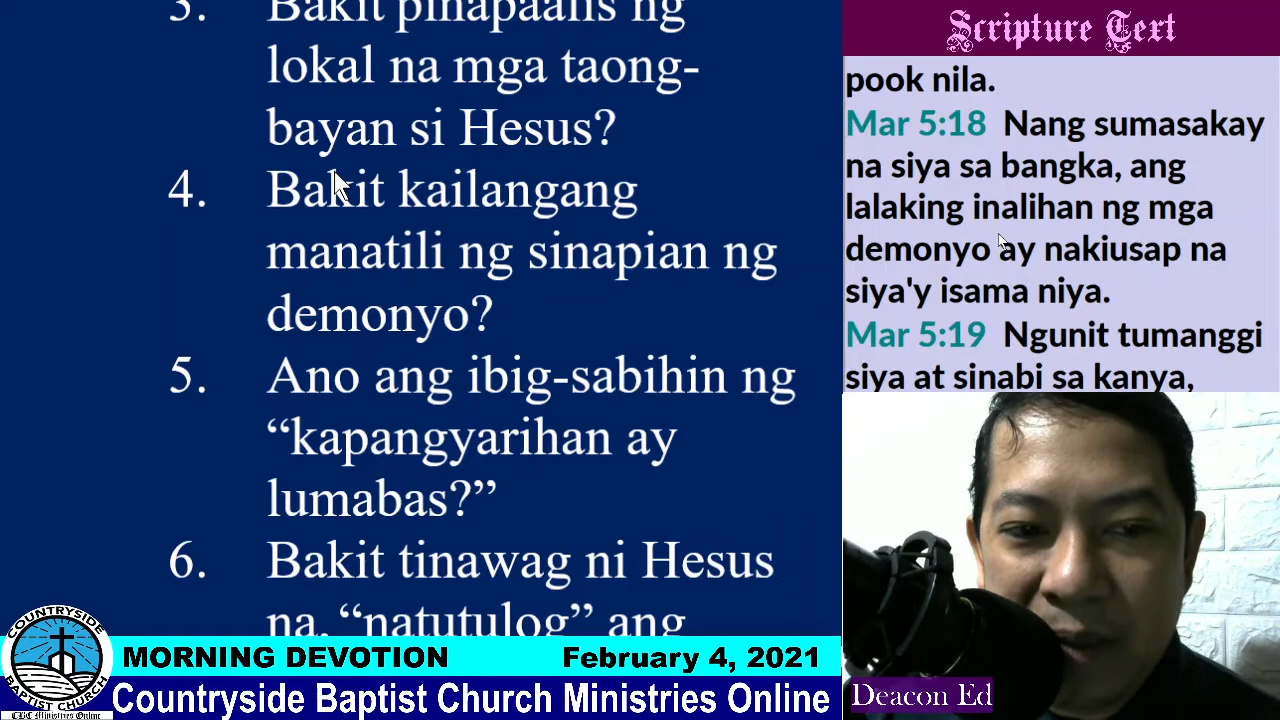 3. Bakit pinapaalis ng
lokal na mga taong-
bayan si Hesus?
4. Bakit kailangang
manatili ng sinapian ng
demonyo?
5. Ano ang ibig-sabihin ng
“kapangyarihan ay
lumabas?”
6. Bakit tinawag ni Hesus
na, “natutulog” ang
Scripture Text
pook nila.
Mar 5:18 Nang sumasakay
na siya sa bangka, ang
lalaking inalihan ng mga
demonyo ay nakiusap na
siya'y isama niya.
Mar 5:19 Ngunit tumanggi
siya at sinabi sa kanya,
COUNTRYSIDE
BAPTIST CHURCH
CBC Ministries Online
MORNING DEVOTION February 4, 2021
Countryside Baptist Church Ministries Online
Deacon Ed